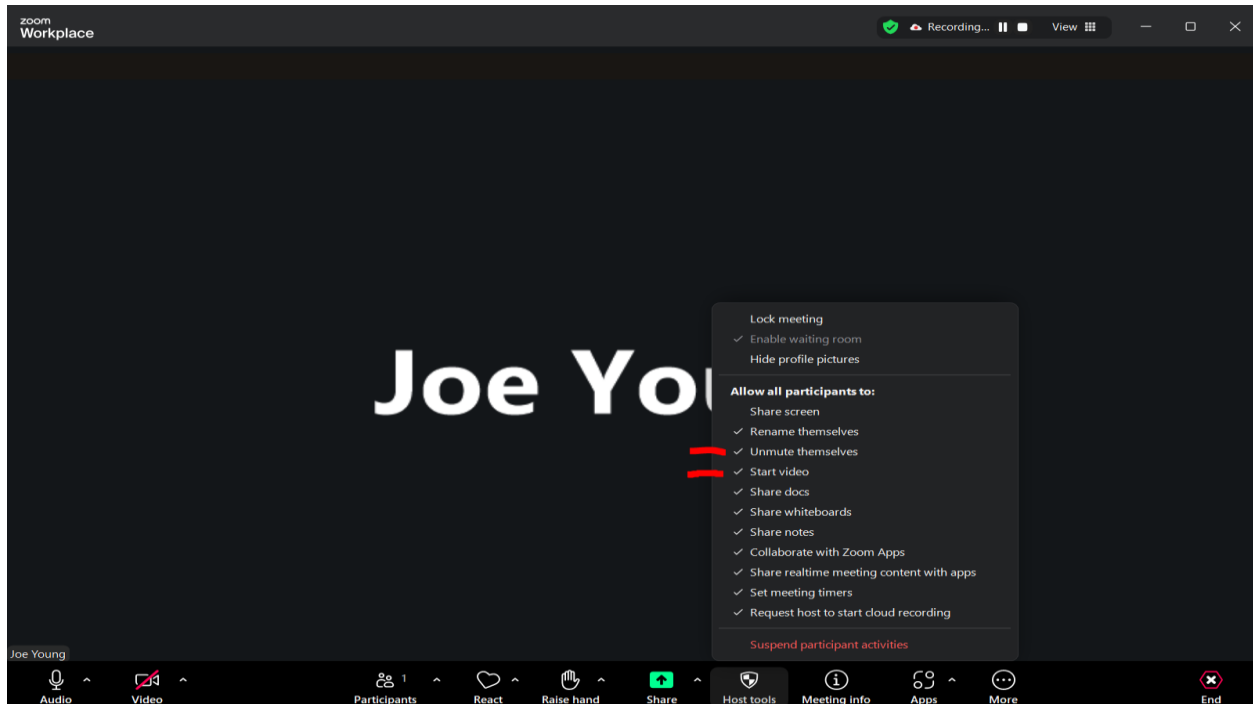 zoom
Workplace
Recording...
View
Joe You
Lock meeting
Enable waiting room
Hide profile pictures
Allow all participants to:
Share screen
Rename themselves
Unmute themselves
Start video
Share docs
Share whiteboards
Share notes
Collaborate with Zoom Apps
Share realtime meeting content with apps
Set meeting timers
Request host to start cloud recording
Suspend participant activities
Joe Young
1
Audio
Video
Participants
React
Raise hand
Share
Host tools
Meeting info
Apps
More
End